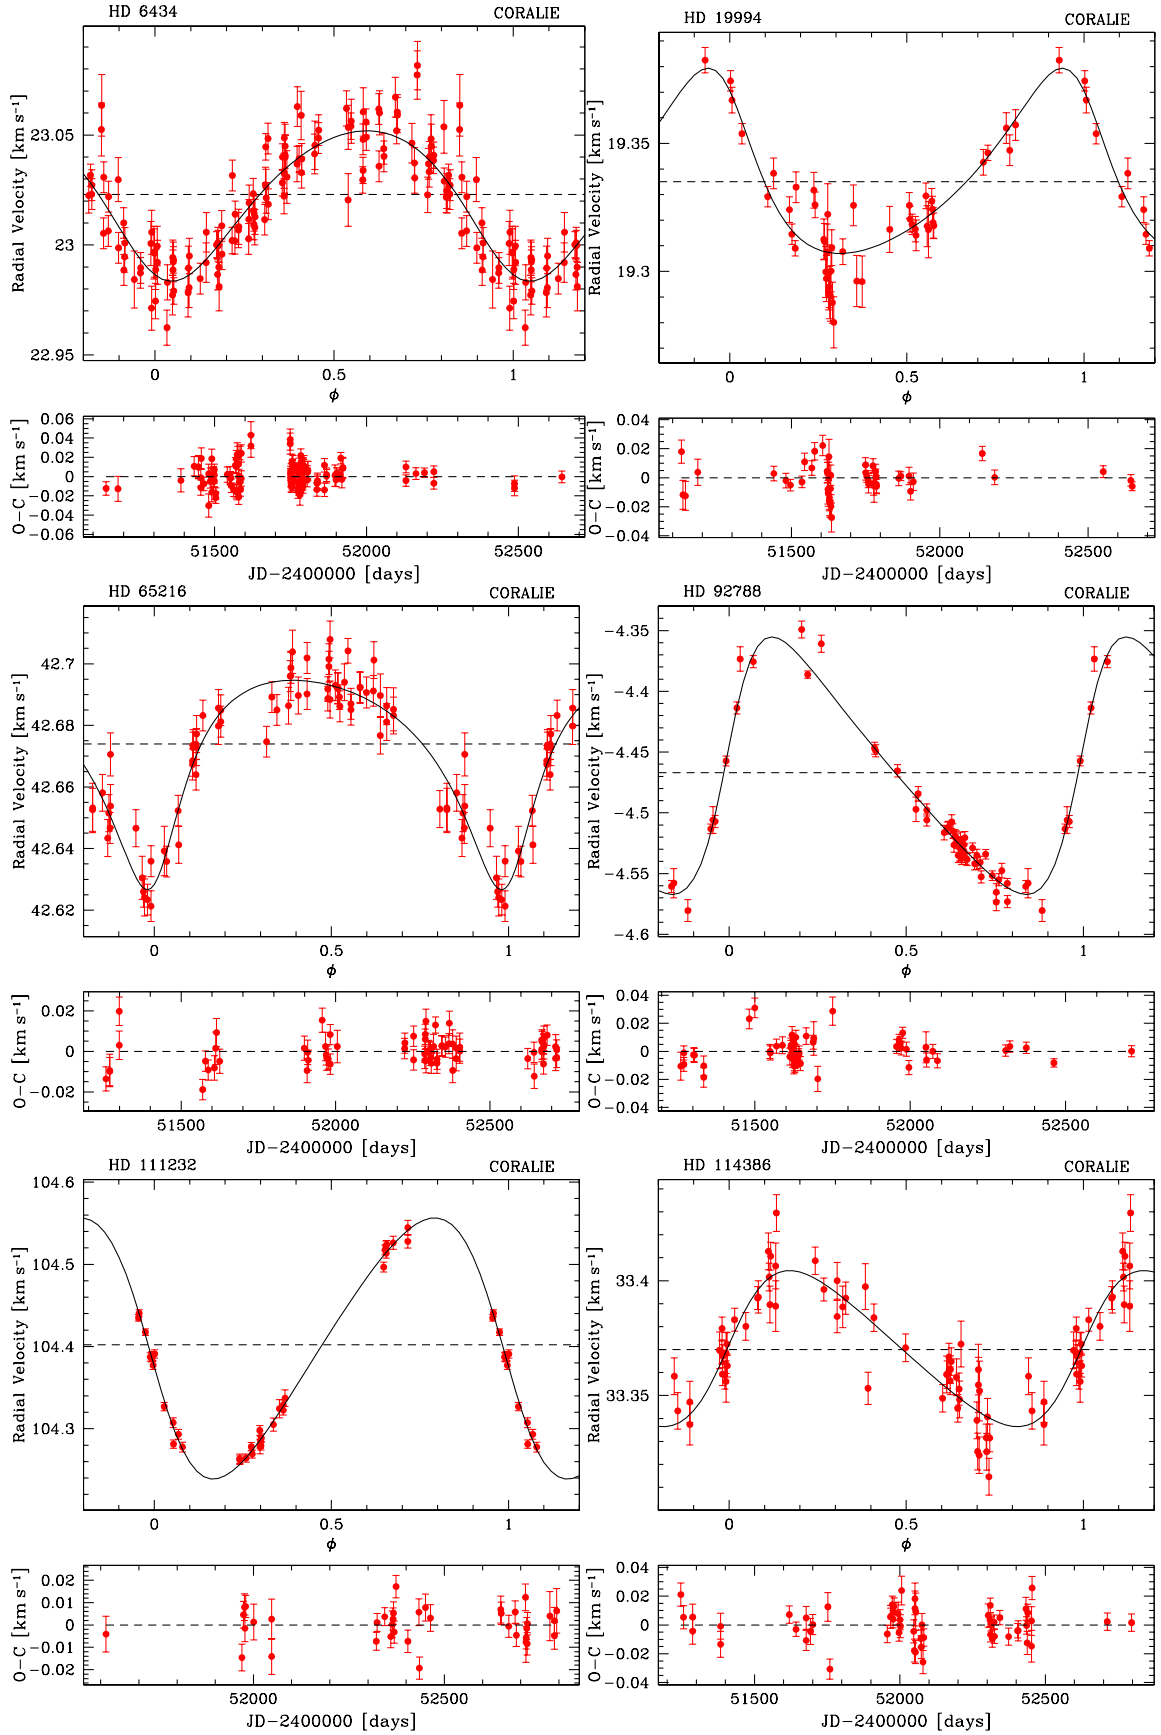 HD 6434 CORALIE
Radial Velocity [km s⁻¹]
23.05
23
22.95
0 0.5 1
ϕ
O−C [km s⁻¹]
0.06
0.04
0.02
0
−0.02
−0.04
−0.06
51500 52000 52500
JD−2400000 [days]
HD 19994 CORALIE
Radial Velocity [km s⁻¹]
19.35
19.3
0 0.5 1
ϕ
O−C [km s⁻¹]
0.04
0.02
0
−0.02
−0.04
51500 52000 52500
JD−2400000 [days]
HD 65216 CORALIE
Radial Velocity [km s⁻¹]
42.7
42.68
42.66
42.64
42.62
0 0.5 1
ϕ
O−C [km s⁻¹]
0.02
0
−0.02
51500 52000 52500
JD−2400000 [days]
HD 92788 CORALIE
Radial Velocity [km s⁻¹]
−4.35
−4.4
−4.45
−4.5
−4.55
−4.6
0 0.5 1
ϕ
O−C [km s⁻¹]
0.04
0.02
0
−0.02
−0.04
51500 52000 52500
JD−2400000 [days]
HD 111232 CORALIE
Radial Velocity [km s⁻¹]
104.6
104.5
104.4
104.3
0 0.5 1
ϕ
O−C [km s⁻¹]
0.02
0.01
0
−0.01
−0.02
52000 52500
JD−2400000 [days]
HD 114386 CORALIE
Radial Velocity [km s⁻¹]
33.4
33.35
0 0.5 1
ϕ
O−C [km s⁻¹]
0.04
0.02
0
−0.02
−0.04
51500 52000 52500
JD−2400000 [days]